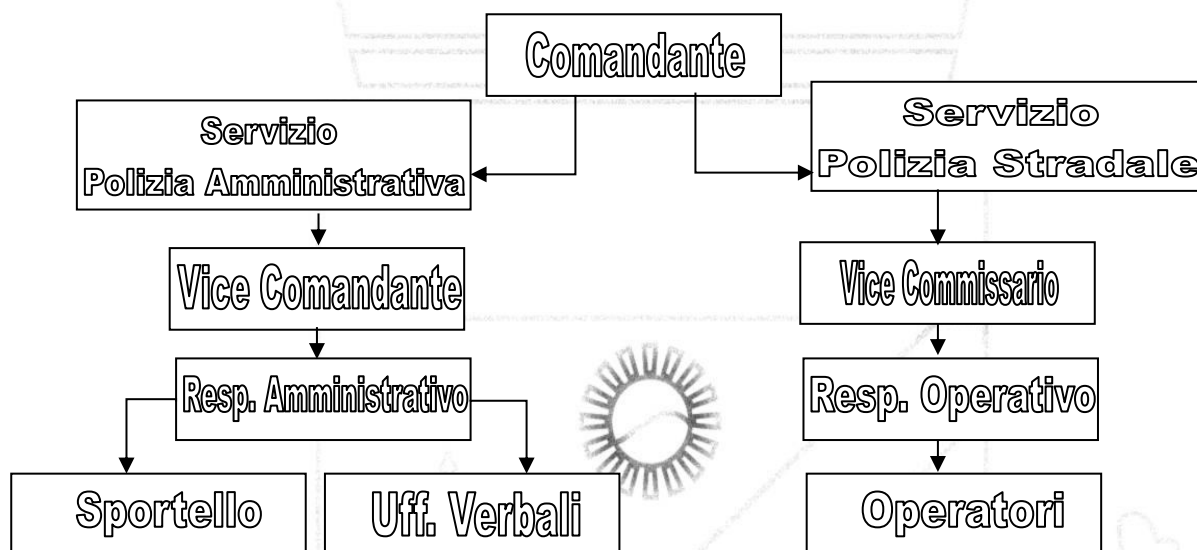 Comandante
Servizio
Polizia Amministrativa
Servizio
Polizia Stradale
Vice Comandante
Vice Commissario
Resp. Amministrativo
Resp. Operativo
Sportello
Uff. Verbali
Operatori